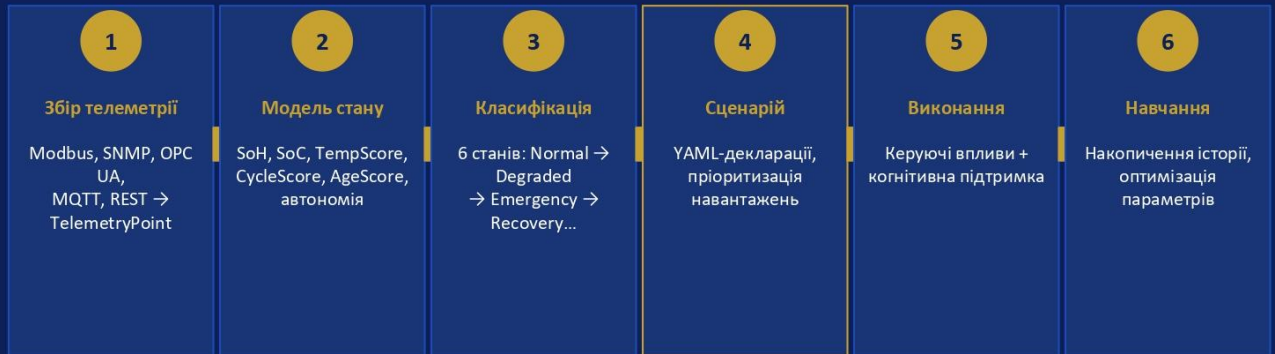 1
Збір телеметрії
Modbus, SNMP, OPC
UA,
MQTT, REST →
TelemetryPoint
2
Модель стану
SoH, SoC, TempScore,
CycleScore, AgeScore,
автономія
3
Класифікація
6 станів: Normal →
Degraded
→ Emergency →
Recovery...
4
Сценарій
YAML-декларації,
пріоритизація
навантажень
5
Виконання
Керуючі впливи +
когнітивна підтримка
6
Навчання
Накопичення історії,
оптимізація
параметрів